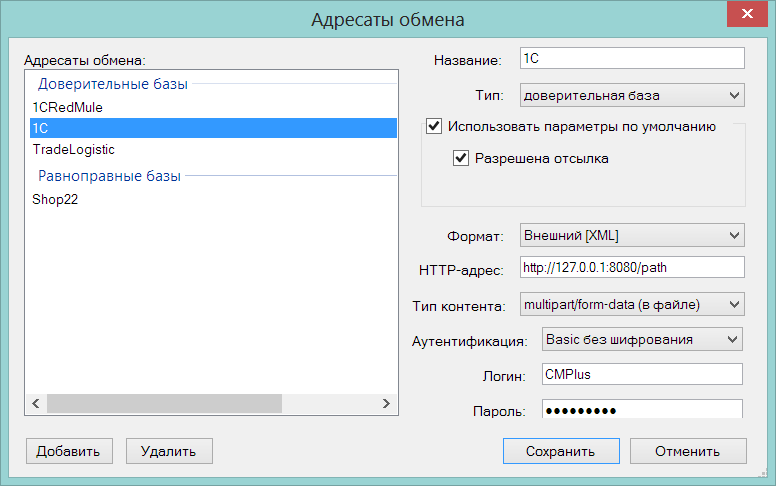 Адресаты обмена
Адресаты обмена:
Доверительные базы
1CRedMule
1C
TradeLogistic
Равноправные базы
Shop22
Добавить
Удалить
Название: 1C
Тип: доверительная база
Использовать параметры по умолчанию
Разрешена отсылка
Формат: Внешний [XML]
HTTP-адрес: http://127.0.0.1:8080/path
Тип контента: multipart/form-data (в файле)
Аутентификация: Basic без шифрования
Логин: CMPlus
Пароль: ●●●●●●●●●
Сохранить
Отменить